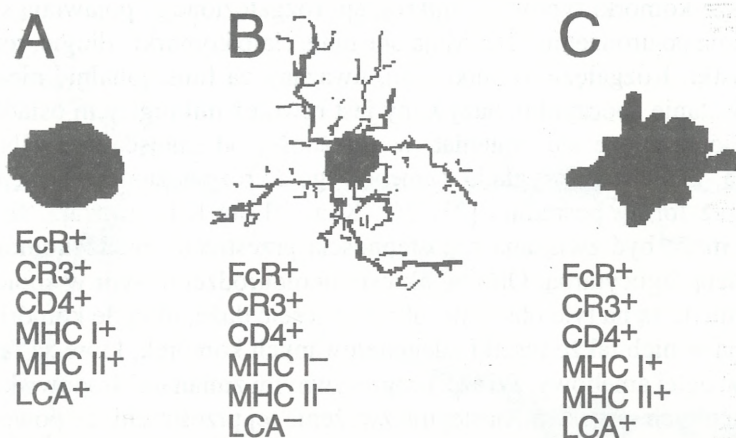 A
FcR+
CR3+
CD4+
MHC I+
MHC II+
LCA+
B
FcR+
CR3+
CD4+
MHC I–
MHC II–
LCA–
C
FcR+
CR3+
CD4+
MHC I+
MHC II+
LCA+